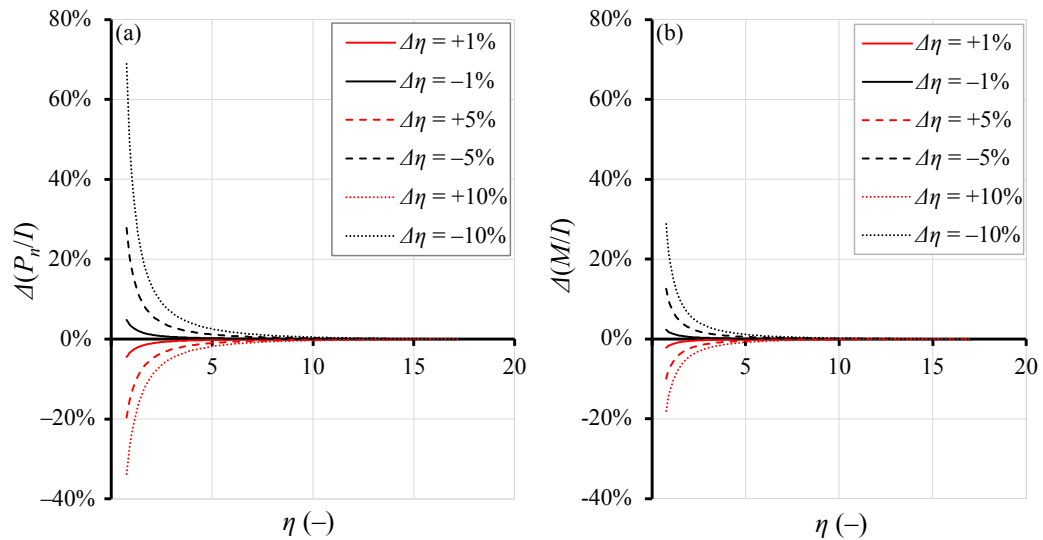 (a)
80%
60%
40%
20%
0%
–20%
–40%
Δ(Pn/I)
5
10
15
20
η (–)
Δη = +1%
Δη = –1%
Δη = +5%
Δη = –5%
Δη = +10%
Δη = –10%
(b)
80%
60%
40%
20%
0%
-20%
-40%
Δ(M/I)
5
10
15
20
η (–)
Δη = +1%
Δη = –1%
Δη = +5%
Δη = –5%
Δη = +10%
Δη = –10%